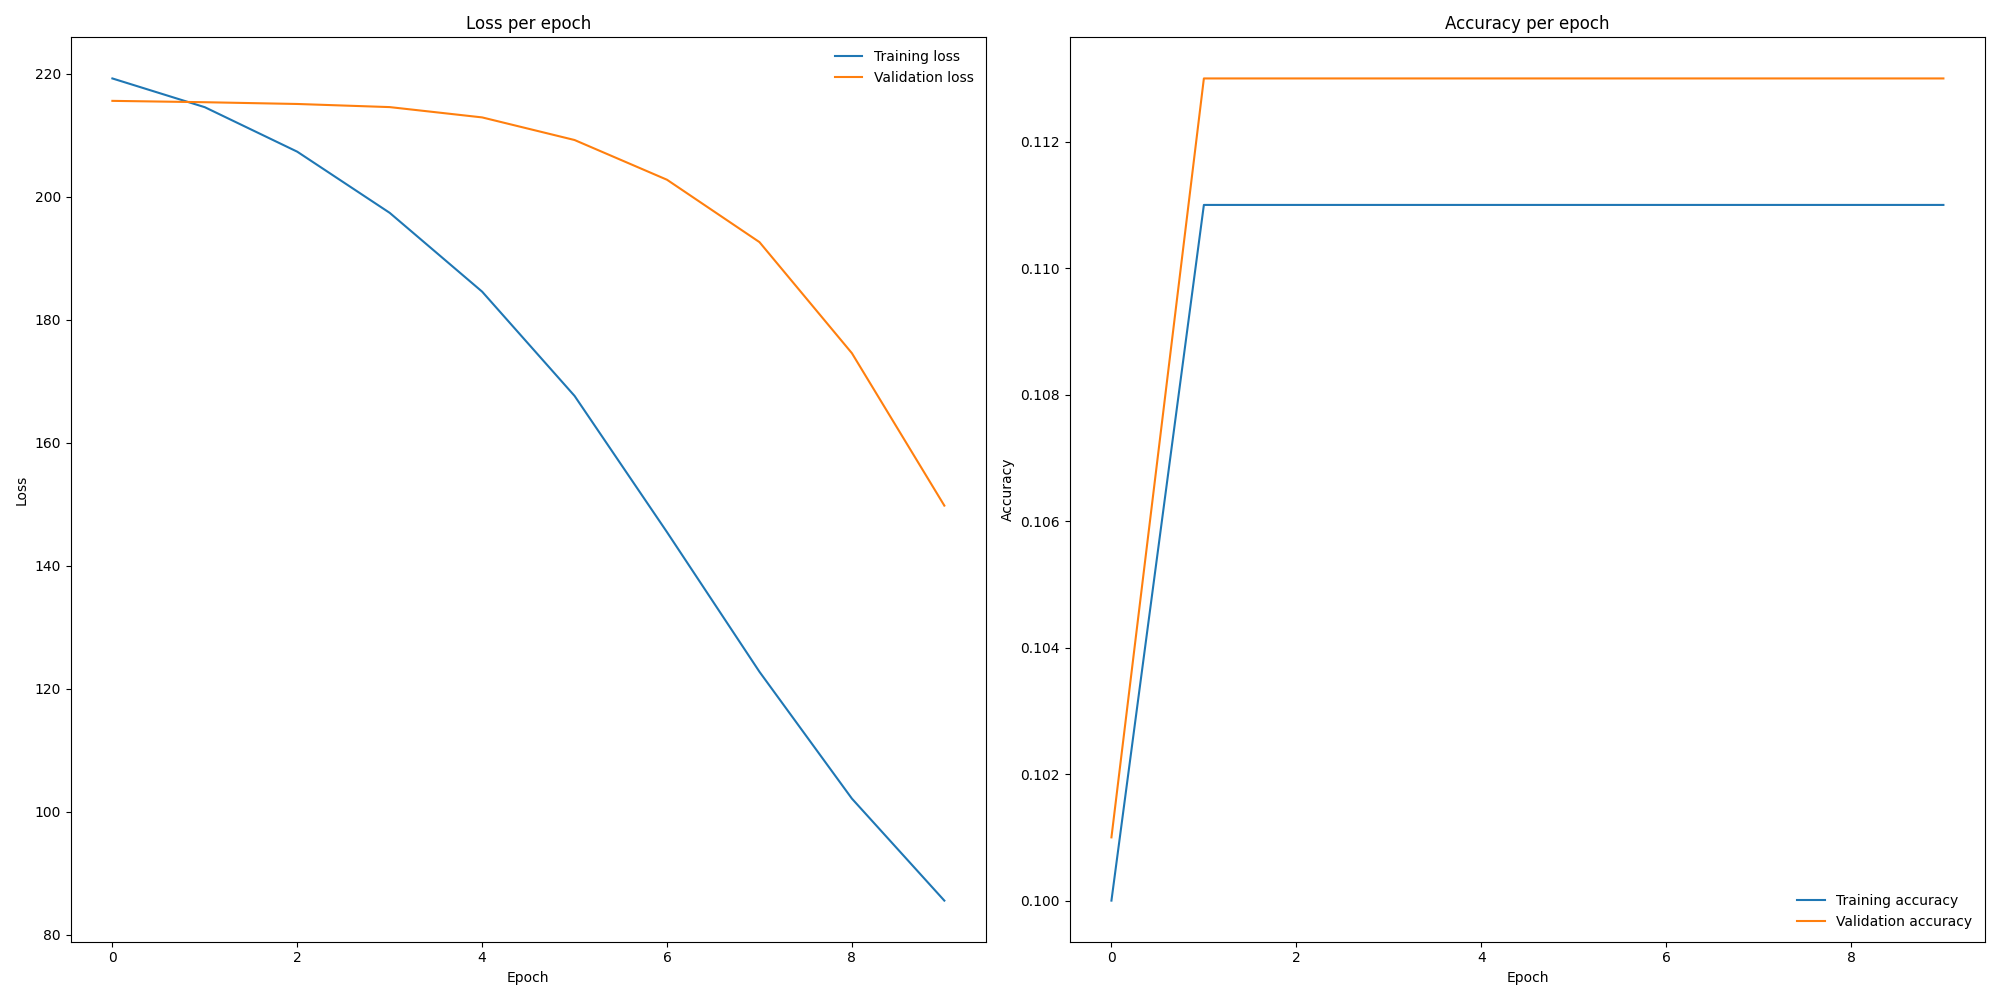 Loss per epoch
Training loss
Validation loss
220
200
180
160
140
120
100
80
Loss
0 2 4 6 8
Epoch
Accuracy per epoch
0.112
0.110
0.108
0.106
0.104
0.102
0.100
Accuracy
Training accuracy
Validation accuracy
0 2 4 6 8
Epoch